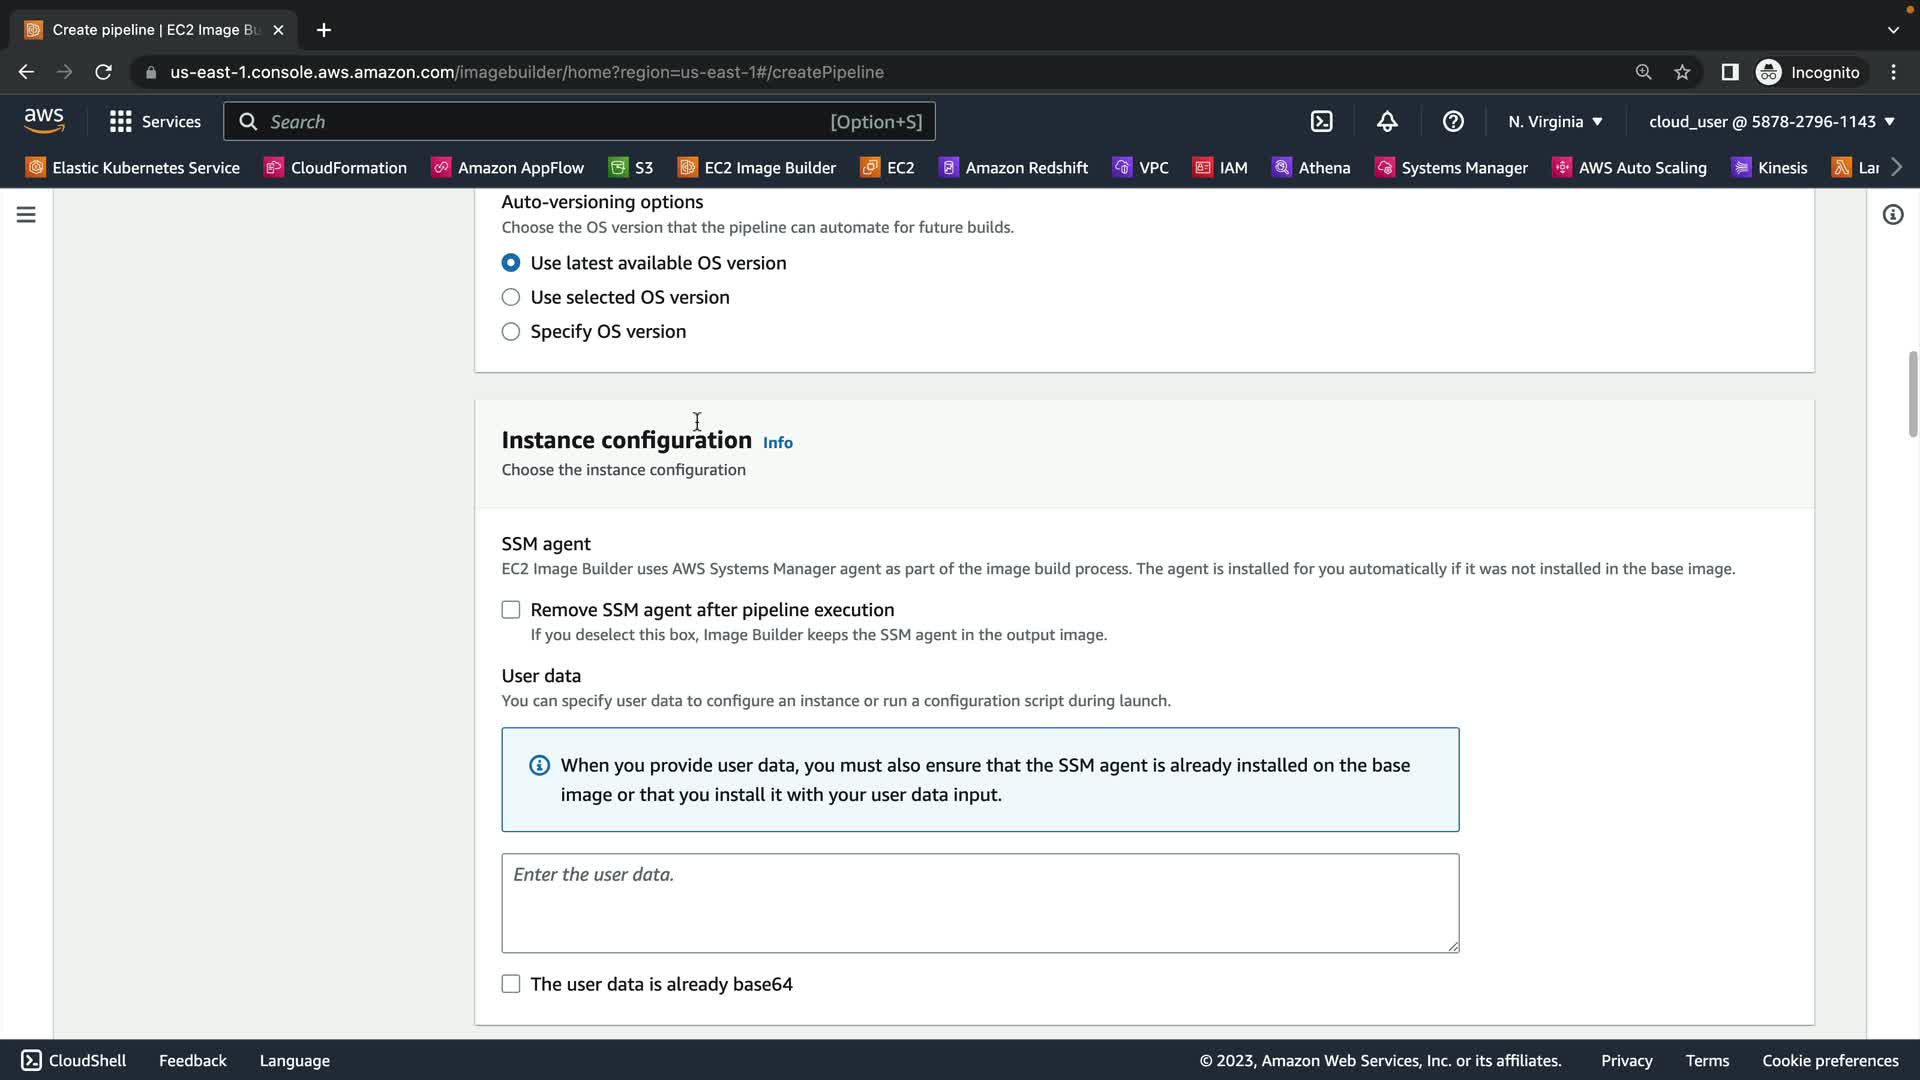 Create pipeline | EC2 Image Bu
us-east-1.console.aws.amazon.com/imagebuilder/home?region=us-east-1#/createPipeline
Incognito
aws
Services
Search
[Option+S]
N. Virginia
cloud_user @ 5878-2796-1143
Elastic Kubernetes Service
CloudFormation
Amazon AppFlow
S3
EC2 Image Builder
EC2
Amazon Redshift
VPC
IAM
Athena
Systems Manager
AWS Auto Scaling
Kinesis
Lar
Auto-versioning options
Choose the OS version that the pipeline can automate for future builds.
Use latest available OS version
Use selected OS version
Specify OS version
Instance configuration Info
Choose the instance configuration
SSM agent
EC2 Image Builder uses AWS Systems Manager agent as part of the image build process. The agent is installed for you automatically if it was not installed in the base image.
Remove SSM agent after pipeline execution
If you deselect this box, Image Builder keeps the SSM agent in the output image.
User data
You can specify user data to configure an instance or run a configuration script during launch.
When you provide user data, you must also ensure that the SSM agent is already installed on the base
image or that you install it with your user data input.
Enter the user data.
The user data is already base64
CloudShell
Feedback
Language
© 2023, Amazon Web Services, Inc. or its affiliates.
Privacy
Terms
Cookie preferences